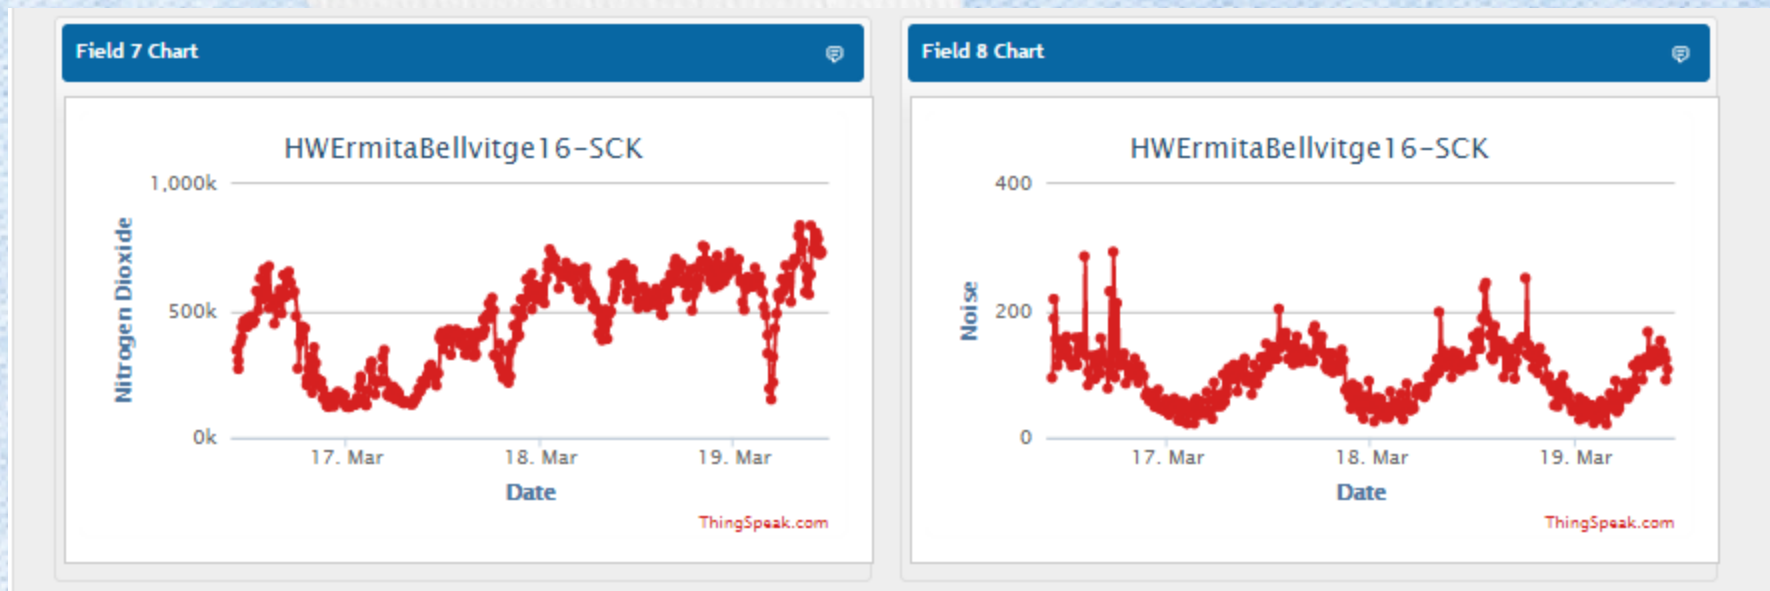 Field 7 Chart
HWErmitaBellvitge16-SCK
1,000k
500k
0k
Nitrogen Dioxide
17. Mar 18. Mar 19. Mar
Date
ThingSpeak.com
Field 8 Chart
HWErmitaBellvitge16-SCK
400
200
0
Noise
17. Mar 18. Mar 19. Mar
Date
ThingSpeak.com